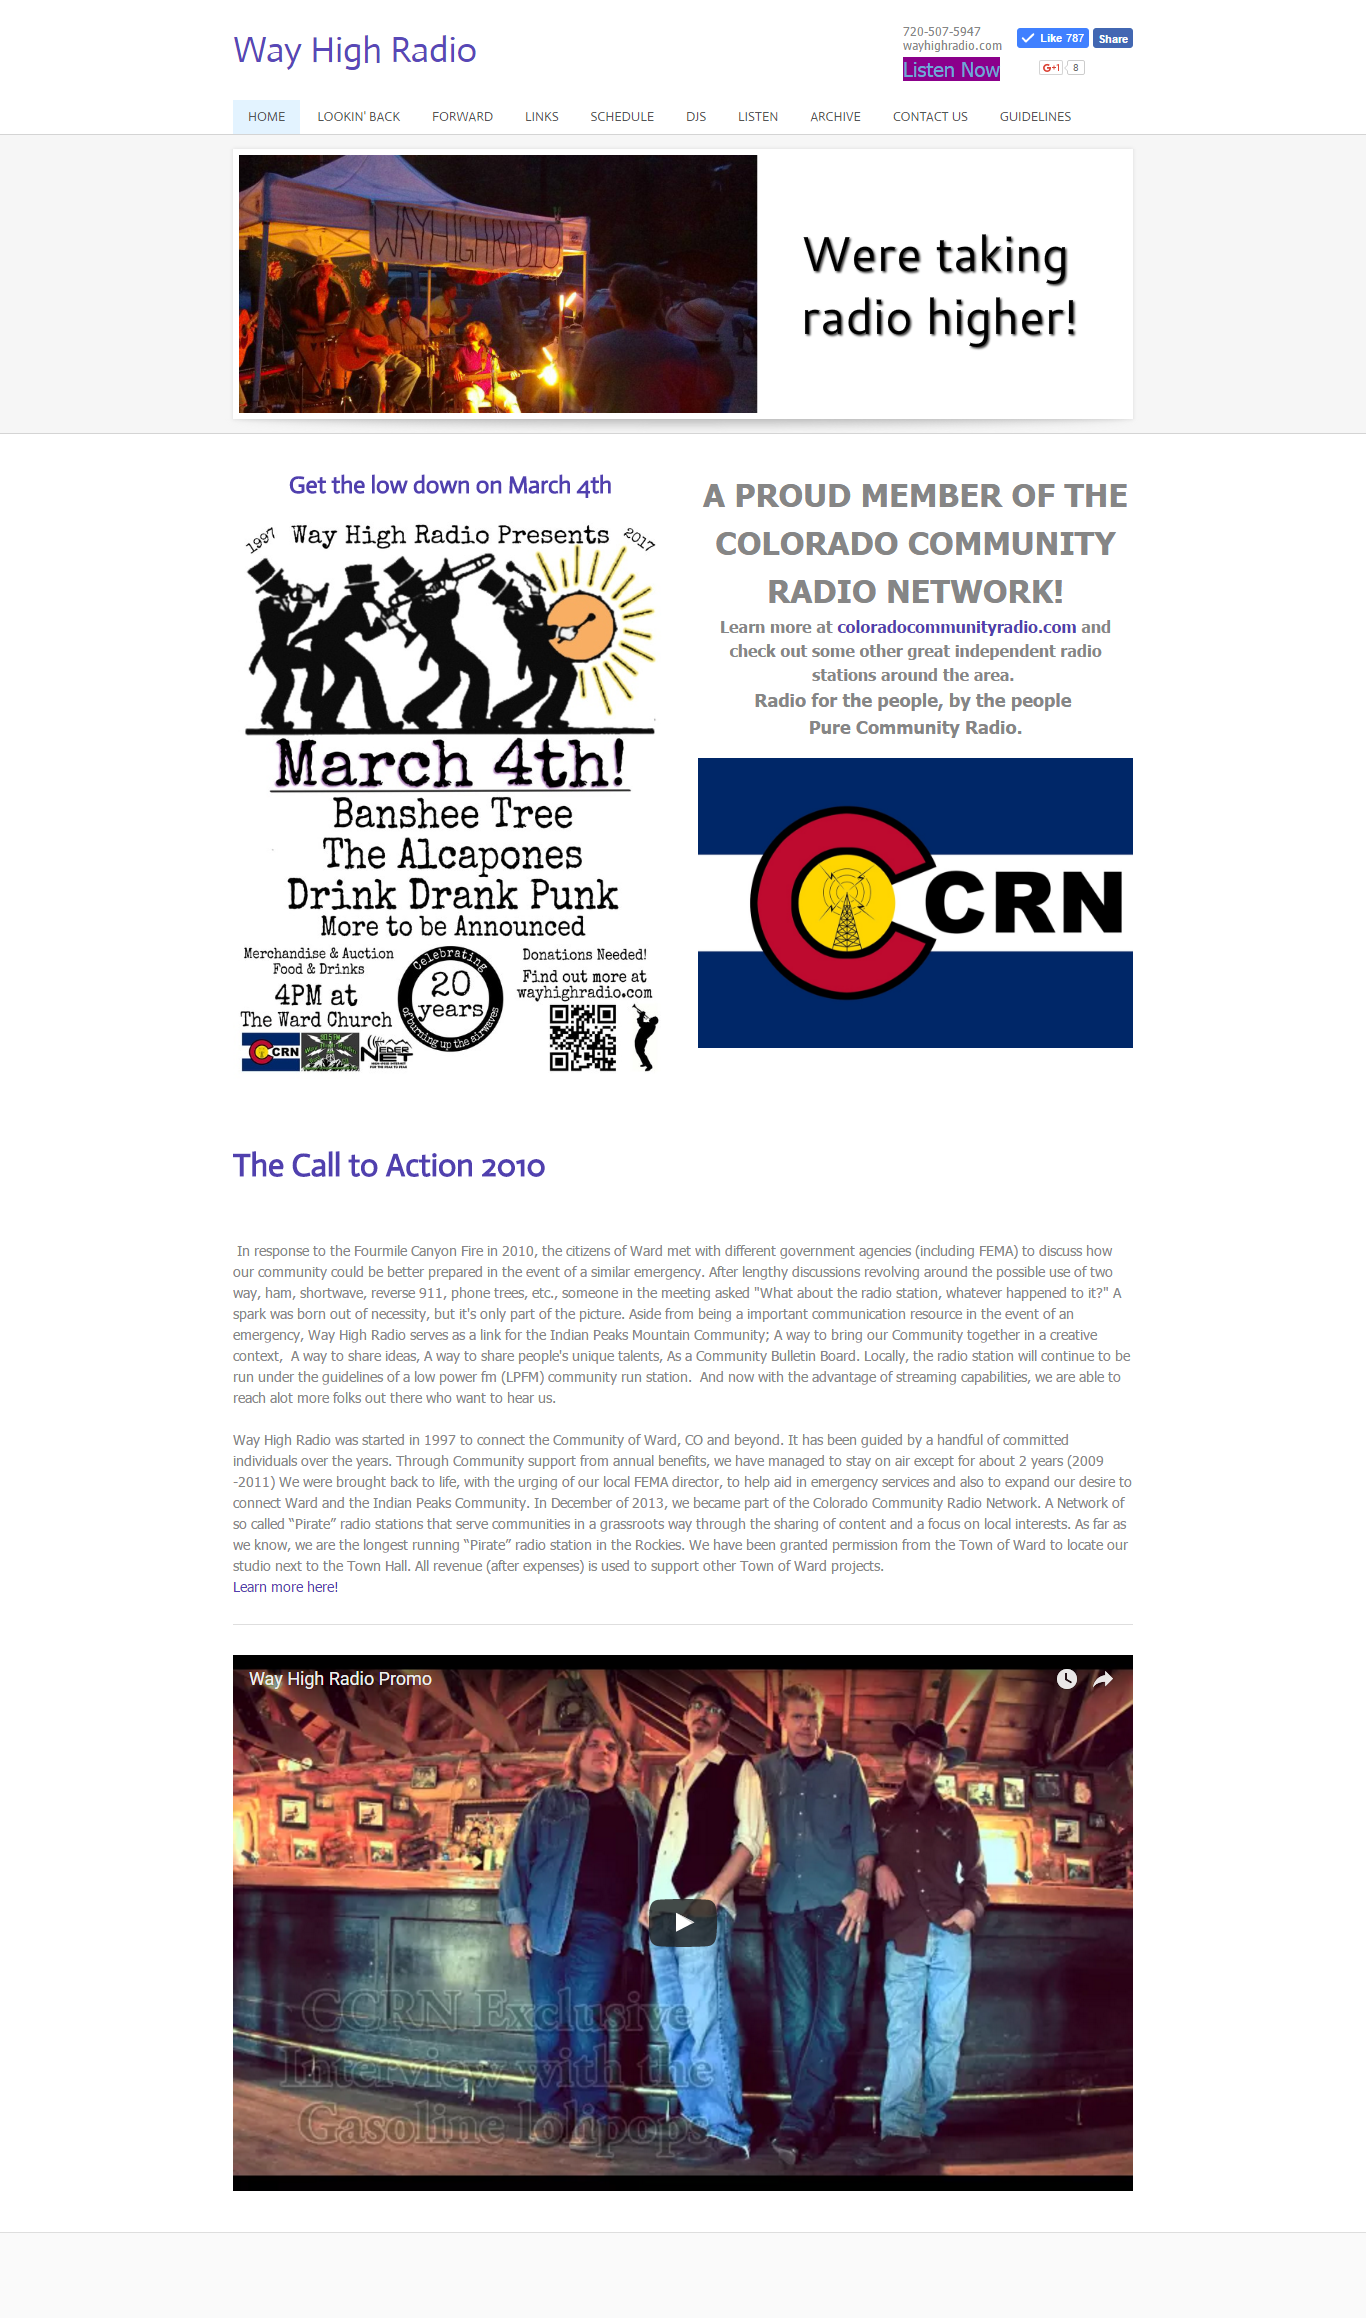 Way High Radio
720-507-5947
wayhighradio.com
Listen Now
Like 787
Share
G+1
8
HOME
LOOKIN' BACK
FORWARD
LINKS
SCHEDULE
DJS
LISTEN
ARCHIVE
CONTACT US
GUIDELINES
WAYHIGHRADIO
Were taking
radio higher!
Get the low down on March 4th
1997
Way High Radio Presents
2017
March 4th!
Banshee Tree
The Alcapones
Drink Drank Punk
More to be Announced
Merchandise & Auction
Food & Drinks
4PM at
The Ward Church
Celebrating
20
years
of burning up the airwaves
Donations Needed!
Find out more at
wayhighradio.com
CRN
NEDER
NET
A PROUD MEMBER OF THE
COLORADO COMMUNITY
RADIO NETWORK!
Learn more at coloradocommunityradio.com and
check out some other great independent radio
stations around the area.
Radio for the people, by the people
Pure Community Radio.
CRN
The Call to Action 2010
In response to the Fourmile Canyon Fire in 2010, the citizens of Ward met with different government agencies (including FEMA) to discuss how
our community could be better prepared in the event of a similar emergency. After lengthy discussions revolving around the possible use of two
way, ham, shortwave, reverse 911, phone trees, etc., someone in the meeting asked "What about the radio station, whatever happened to it?" A
spark was born out of necessity, but it's only part of the picture. Aside from being a important communication resource in the event of an
emergency, Way High Radio serves as a link for the Indian Peaks Mountain Community; A way to bring our Community together in a creative
context,  A way to share ideas, A way to share people's unique talents, As a Community Bulletin Board. Locally, the radio station will continue to be
run under the guidelines of a low power fm (LPFM) community run station.  And now with the advantage of streaming capabilities, we are able to
reach alot more folks out there who want to hear us.
Way High Radio was started in 1997 to connect the Community of Ward, CO and beyond. It has been guided by a handful of committed
individuals over the years. Through Community support from annual benefits, we have managed to stay on air except for about 2 years (2009
-2011) We were brought back to life, with the urging of our local FEMA director, to help aid in emergency services and also to expand our desire to
connect Ward and the Indian Peaks Community. In December of 2013, we became part of the Colorado Community Radio Network. A Network of
so called “Pirate” radio stations that serve communities in a grassroots way through the sharing of content and a focus on local interests. As far as
we know, we are the longest running “Pirate” radio station in the Rockies. We have been granted permission from the Town of Ward to locate our
studio next to the Town Hall. All revenue (after expenses) is used to support other Town of Ward projects.
Learn more here!
Way High Radio Promo
CCRN Exclusive
Interview with the
Gasoline lolipops